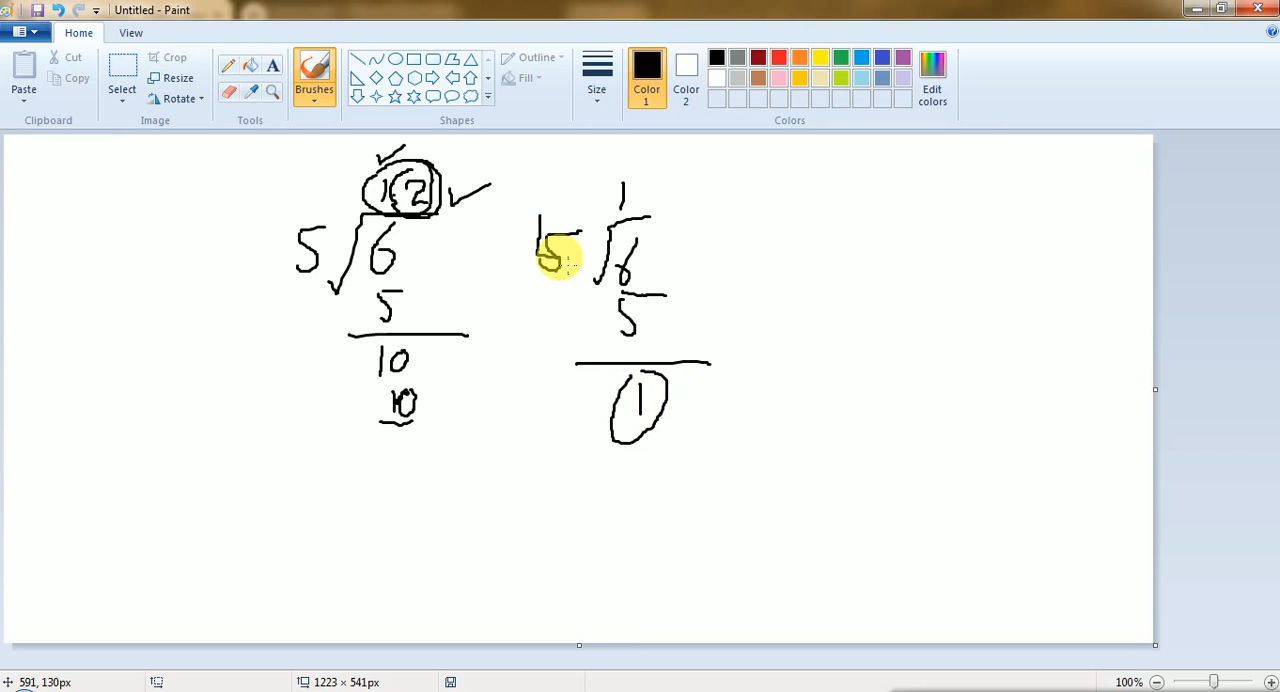 Untitled - Paint
Home View
Paste
Cut
Copy
Clipboard
Select
Crop
Resize
Rotate
Image
A
Tools
Brushes
Outline
Fill
Shapes
Size
Color 1
Color 2
Edit colors
Colors
5
6
5
10
10
1
5
6
5
1
591, 130px
1223 × 541px
100%